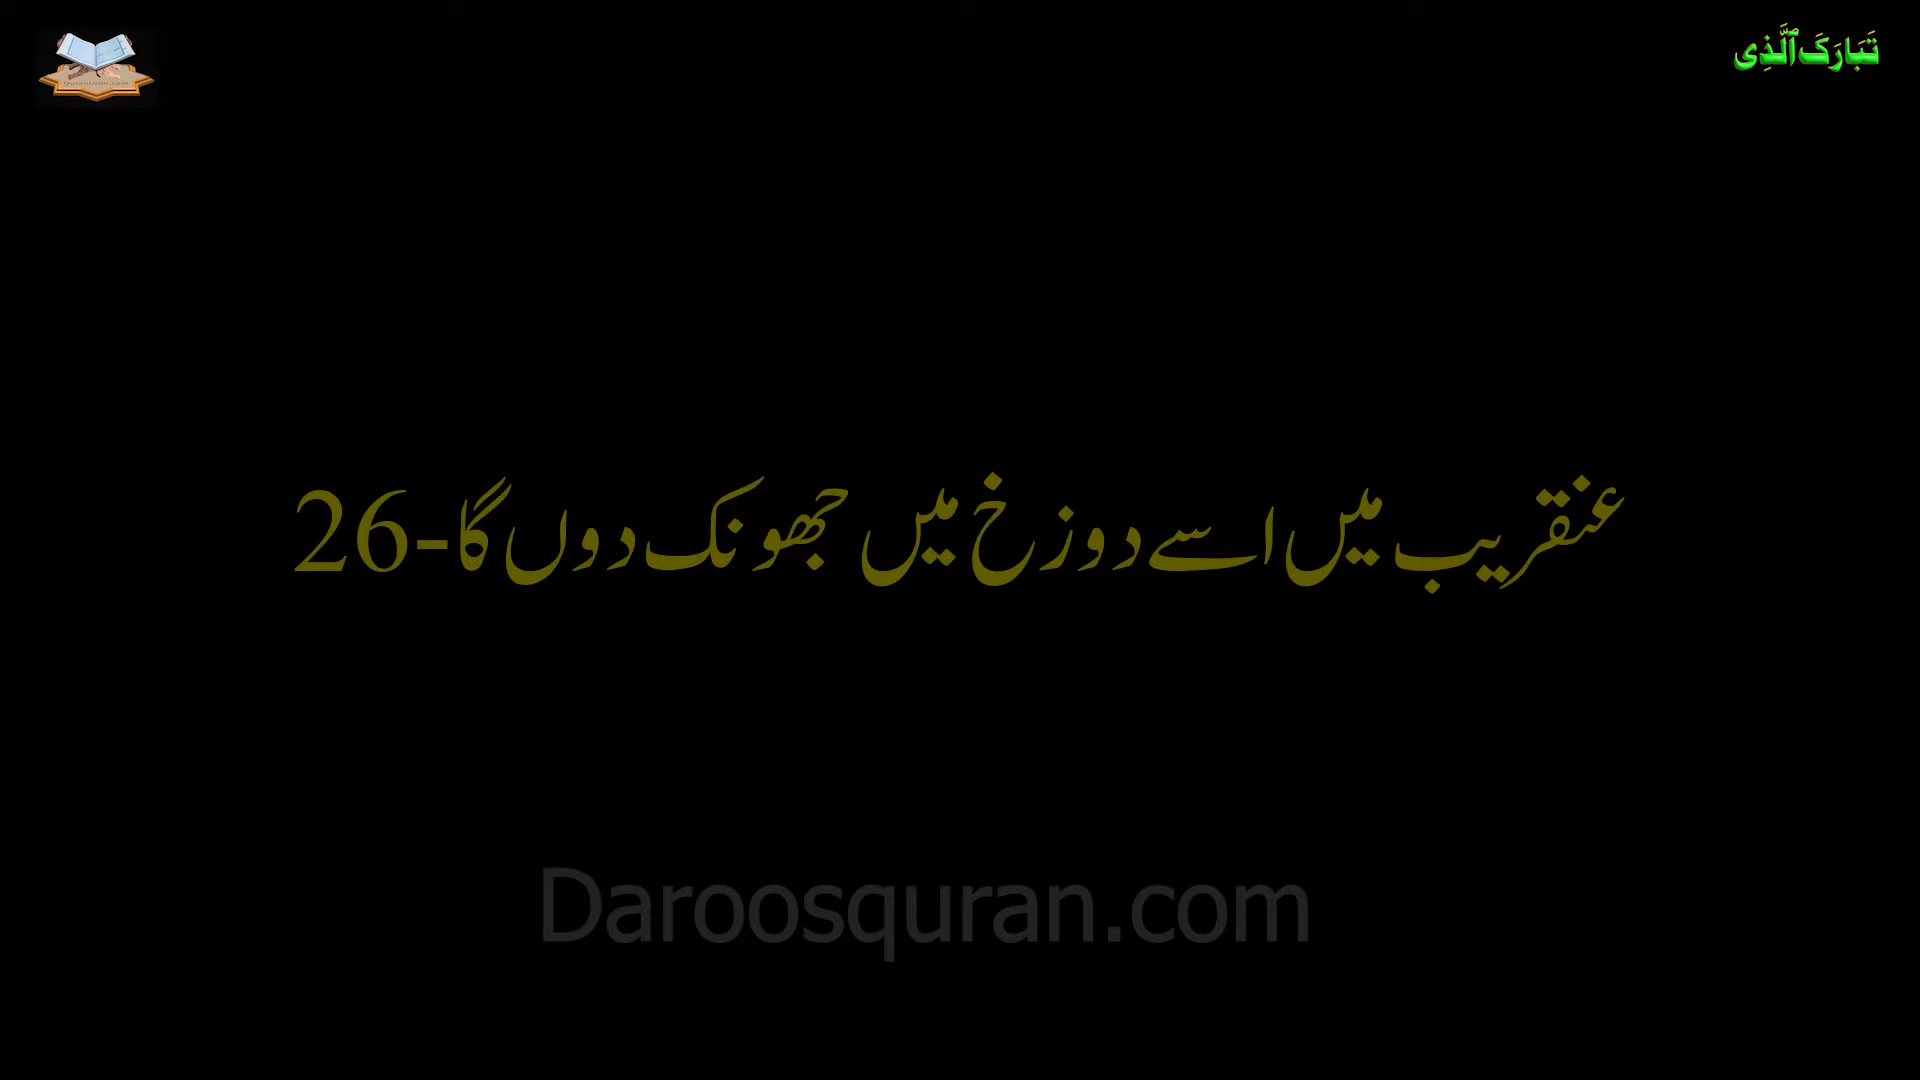 تَبَارَکَ ٱلَّذِی
عنقریب میں اسے دوزخ میں جھونک دوں گا-26
Daroosquran.com